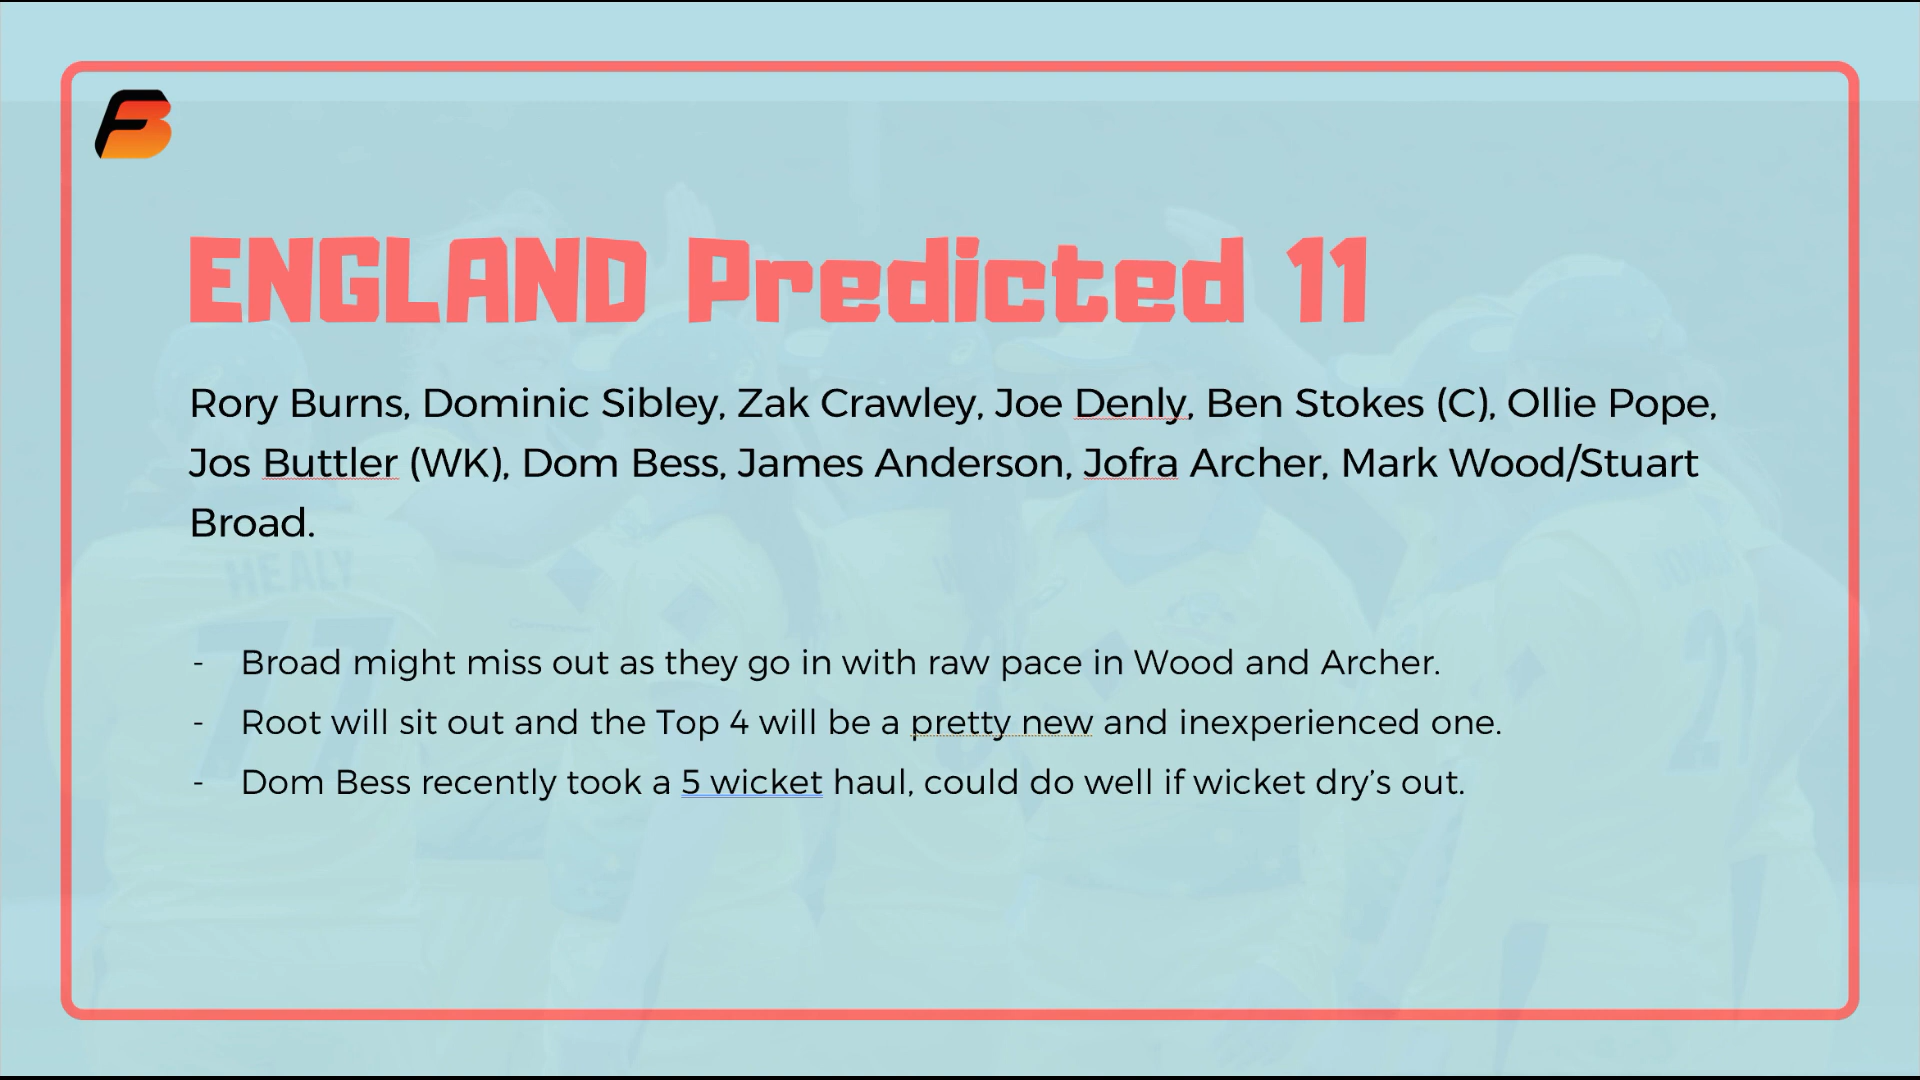 ENGLAND Predicted 11
Rory Burns, Dominic Sibley, Zak Crawley, Joe Denly, Ben Stokes (C), Ollie Pope,
Jos Buttler (WK), Dom Bess, James Anderson, Jofra Archer, Mark Wood/Stuart
Broad.
HEALY
77
21
- Broad might miss out as they go in with raw pace in Wood and Archer.
- Root will sit out and the Top 4 will be a pretty new and inexperienced one.
- Dom Bess recently took a 5 wicket haul, could do well if wicket dry’s out.